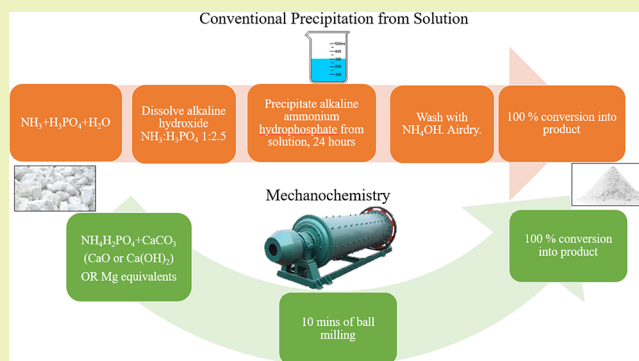 Conventional Precipitation from Solution
NH₃+H₃PO₄+H₂O
Dissolve alkaline
hydroxide
NH₃:H₃PO₄ 1:2.5
Precipitate alkaline
ammonium
hydrophosphate from
solution, 24 hours
Wash with
NH₄OH. Airdry.
100 % conversion into
product
Mechanochemistry
NH₄H₂PO₄+CaCO₃
(CaO or Ca(OH)₂)
OR Mg equivalents
10 mins of ball
milling
100 % conversion
into product